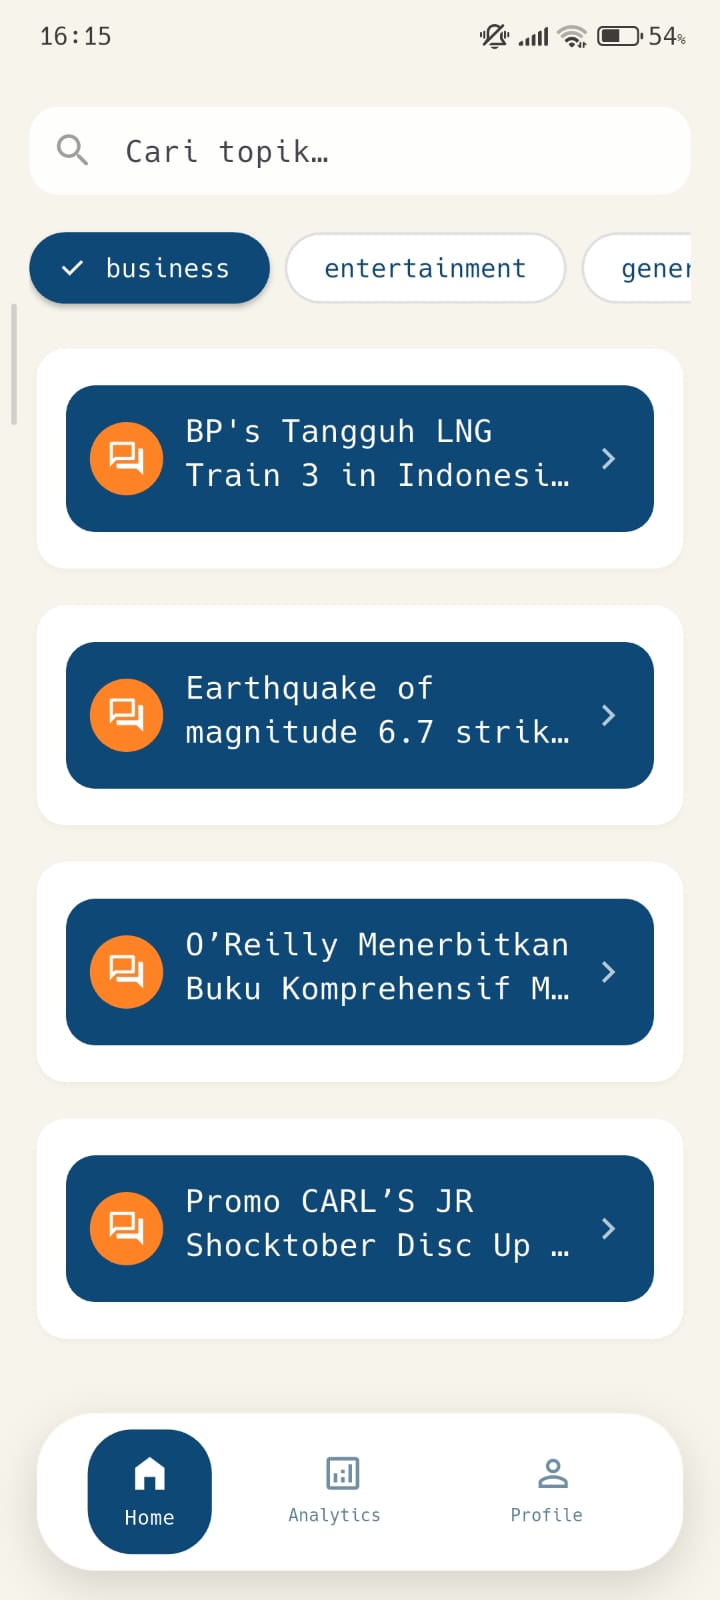 16:15
54%
Cari topik…
business
entertainment
gener
BP's Tangguh LNG
Train 3 in Indonesi…
Earthquake of
magnitude 6.7 strik…
O’Reilly Menerbitkan
Buku Komprehensif M…
Promo CARL’S JR
Shocktober Disc Up …
Home
Analytics
Profile